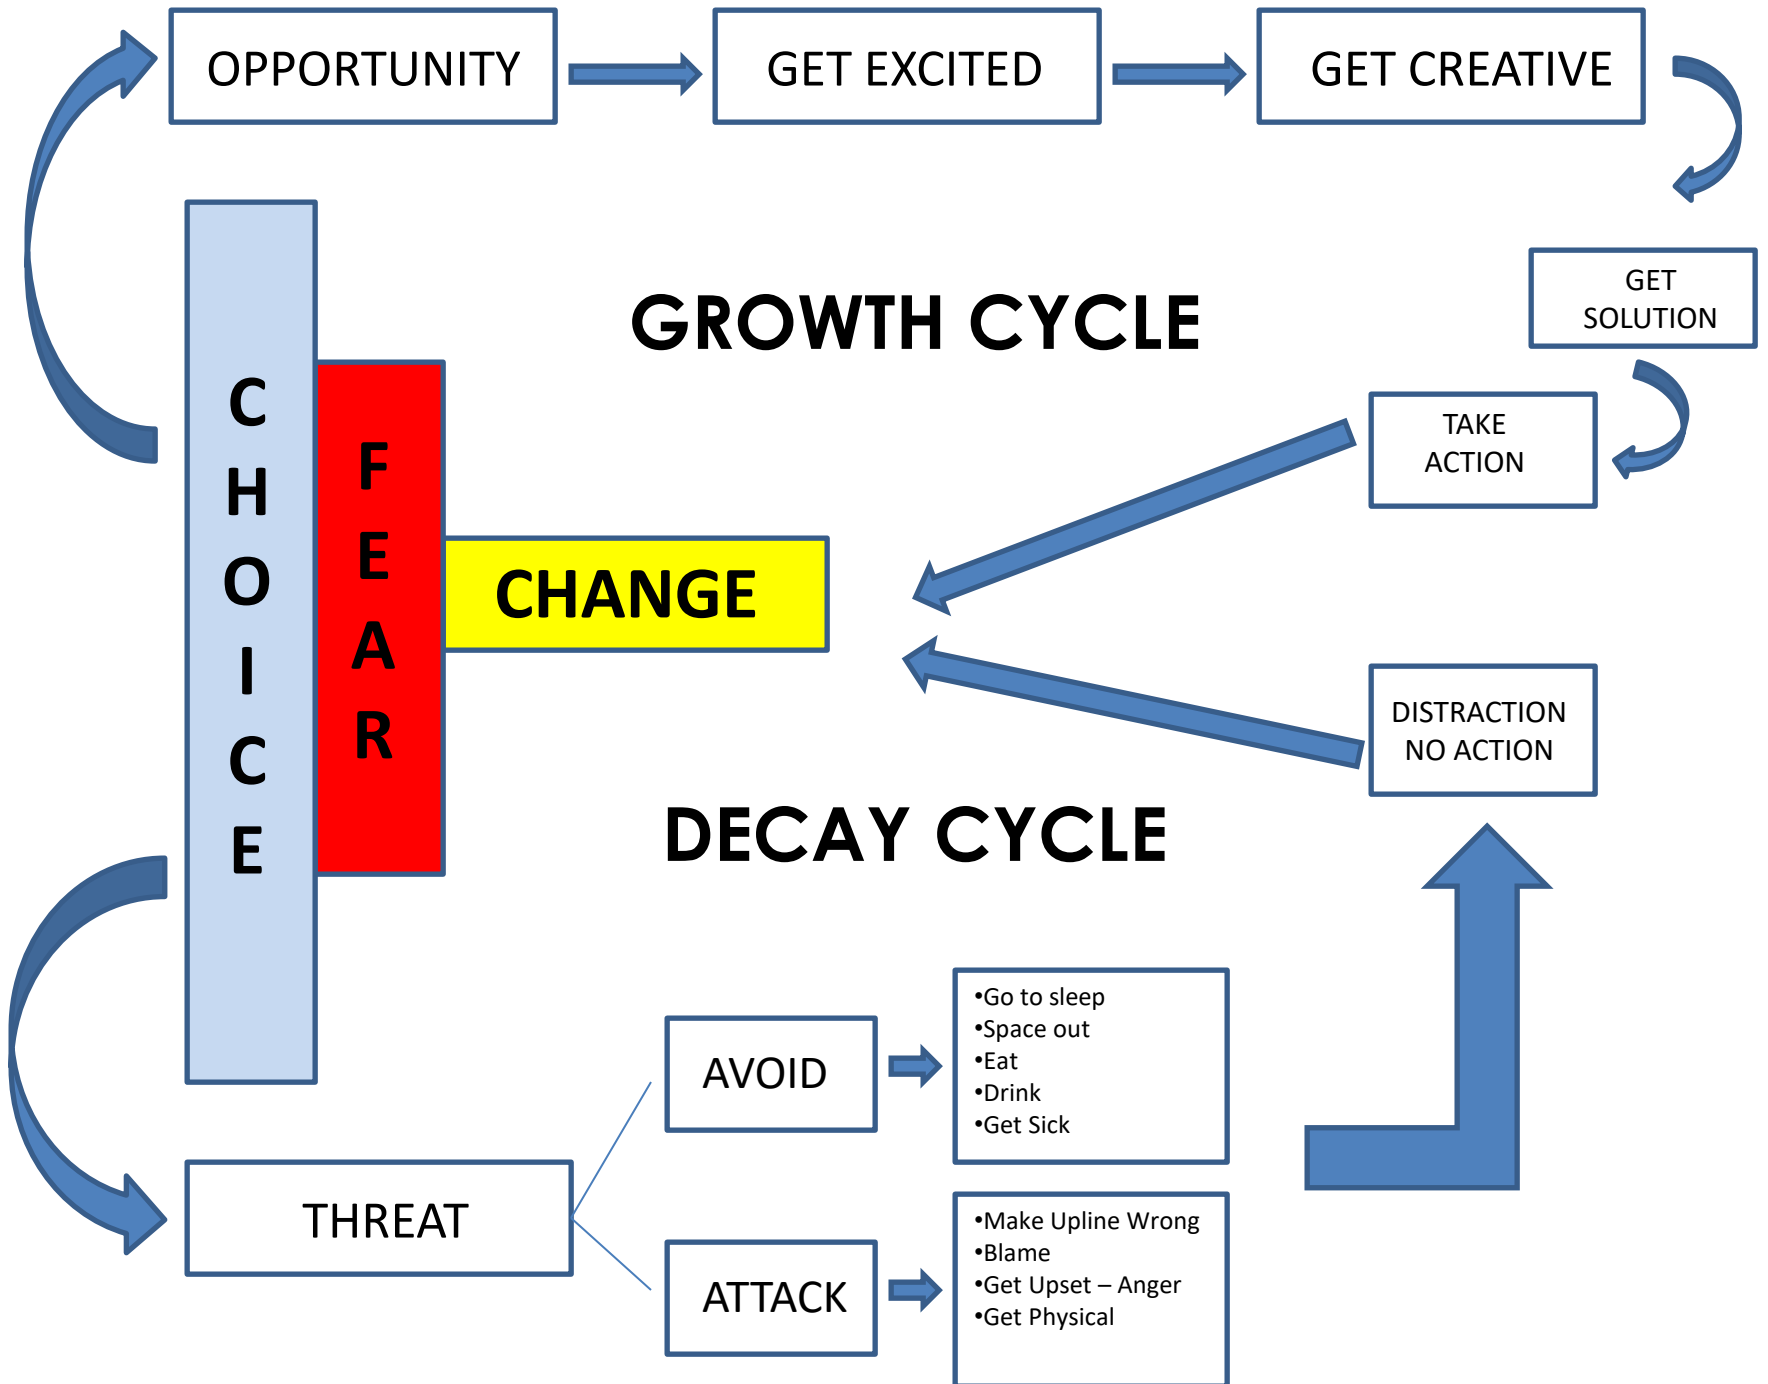 OPPORTUNITY
GET EXCITED
GET CREATIVE
GET
SOLUTION
GROWTH CYCLE
CHOICE
FEAR
CHANGE
TAKE
ACTION
DISTRACTION
NO ACTION
DECAY CYCLE
THREAT
AVOID
•Go to sleep
•Space out
•Eat
•Drink
•Get Sick
ATTACK
•Make Upline Wrong
•Blame
•Get Upset – Anger
•Get Physical